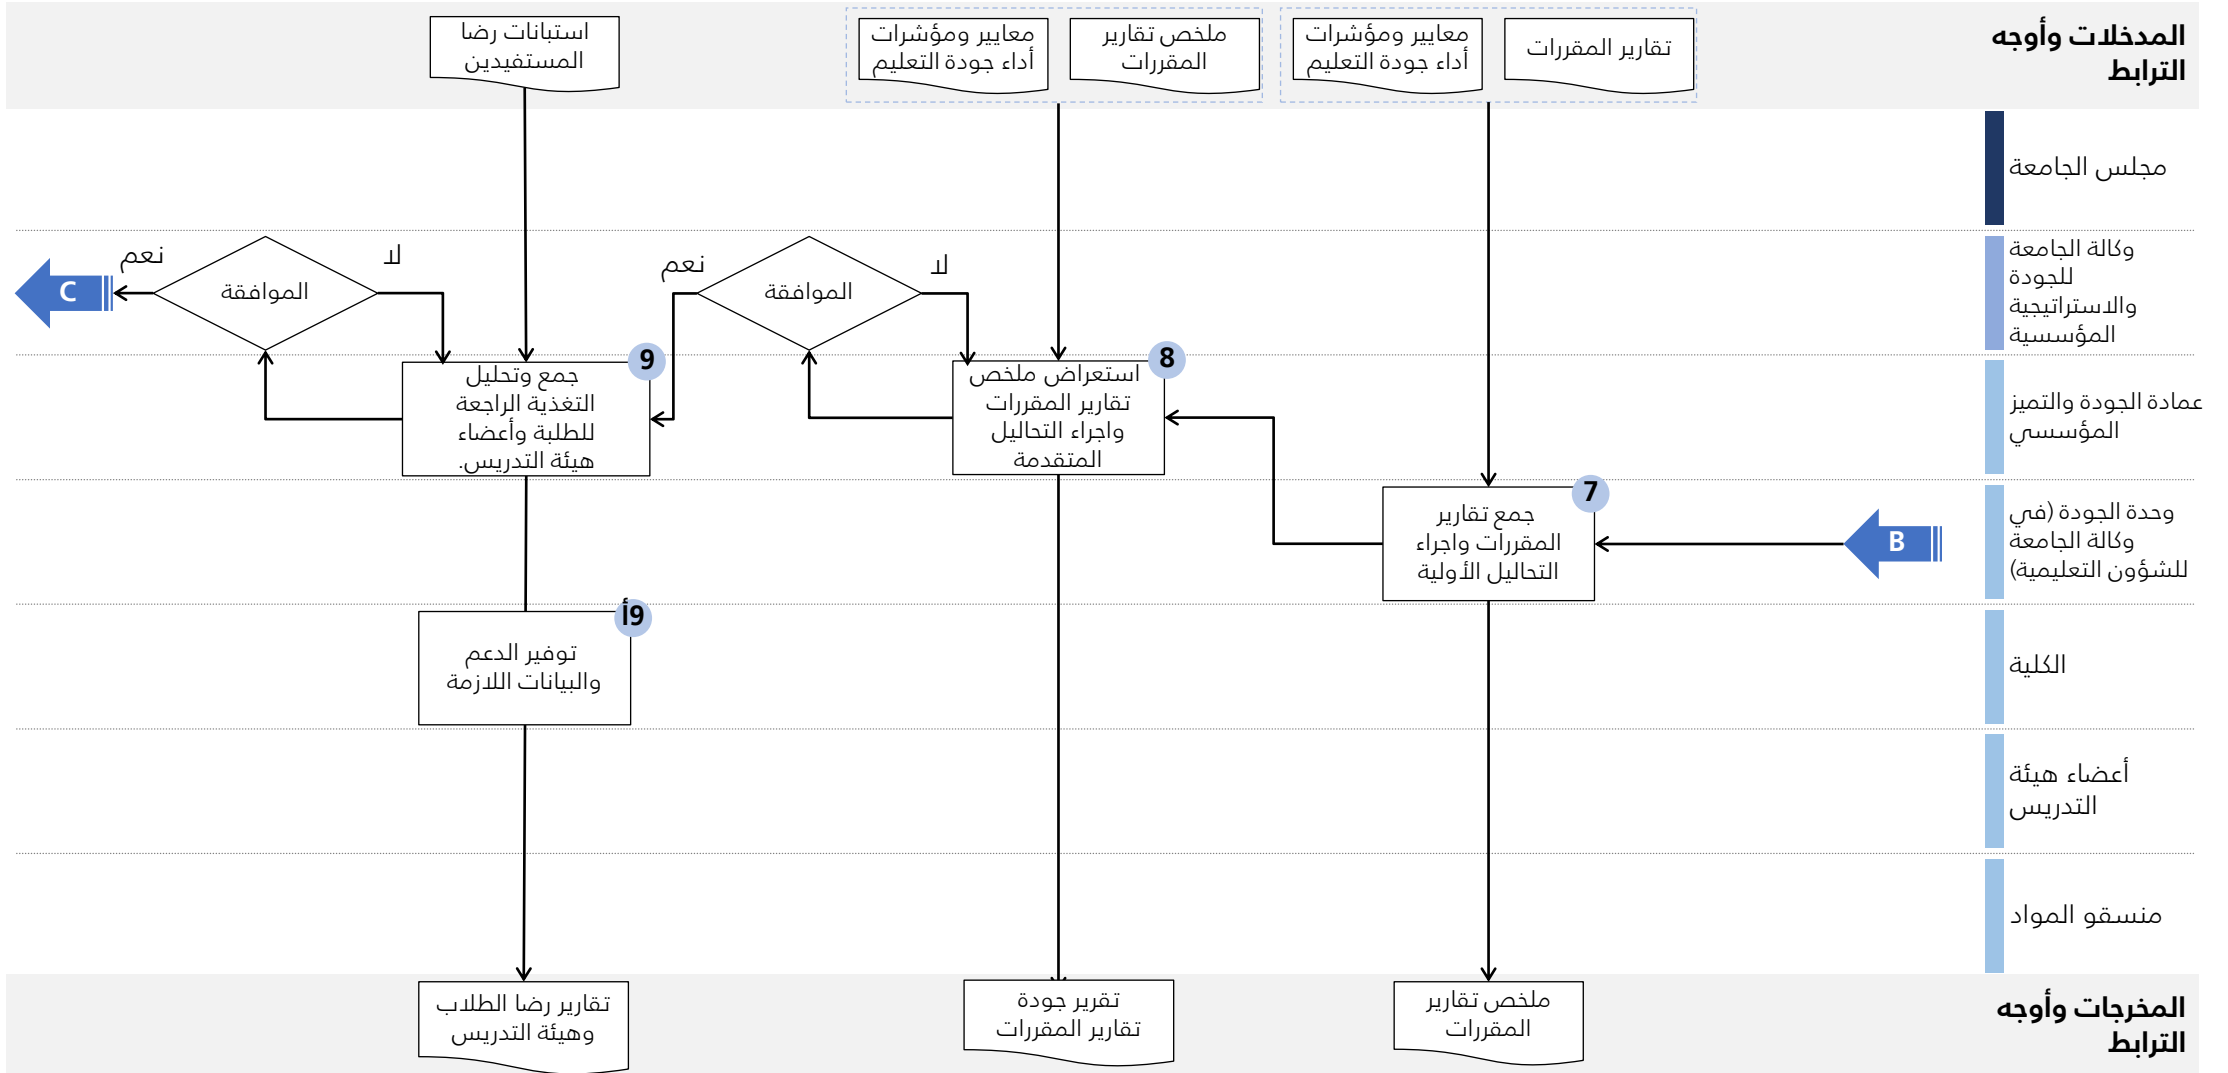 المدخلات وأوجه
الترابط
تقارير المقررات
معايير ومؤشرات
أداء جودة التعليم
ملخص تقارير
المقررات
معايير ومؤشرات
أداء جودة التعليم
استبانات رضا
المستفيدين
مجلس الجامعة
وكالة الجامعة
للجودة
والاستراتيجية
المؤسسية
لا
الموافقة
نعم
لا
الموافقة
نعم
C
عمادة الجودة والتميز
المؤسسي
8
استعراض ملخص
تقارير المقررات
واجراء التحاليل
المتقدمة
9
جمع وتحليل
التغذية الراجعة
للطلبة وأعضاء
هيئة التدريس.
وحدة الجودة (في
وكالة الجامعة
للشؤون التعليمية)
B
7
جمع تقارير
المقررات واجراء
التحاليل الأولية
الكلية
9أ
توفير الدعم
والبيانات اللازمة
أعضاء هيئة
التدريس
منسقو المواد
المخرجات وأوجه
الترابط
ملخص تقارير
المقررات
تقرير جودة
تقارير المقررات
تقارير رضا الطلاب
وهيئة التدريس